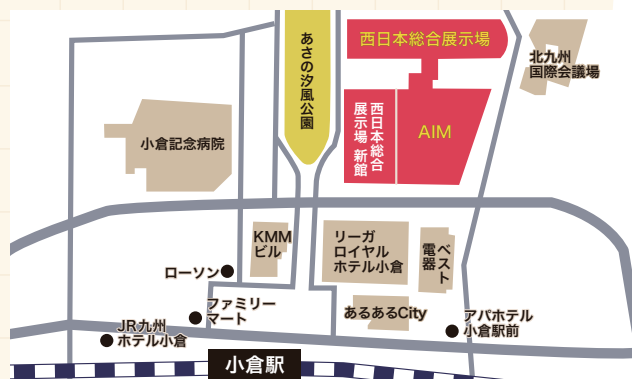 西日本総合展示場
あさの汐風公園
北九州
国際会議場
西日本総合
展示場 新館
AIM
小倉記念病院
KMM
ビル
リーガ
ロイヤル
ホテル小倉
ベスト
電器
ローソン
ファミリー
マート
あるあるCity
アパホテル
小倉駅前
JR九州
ホテル小倉
小倉駅